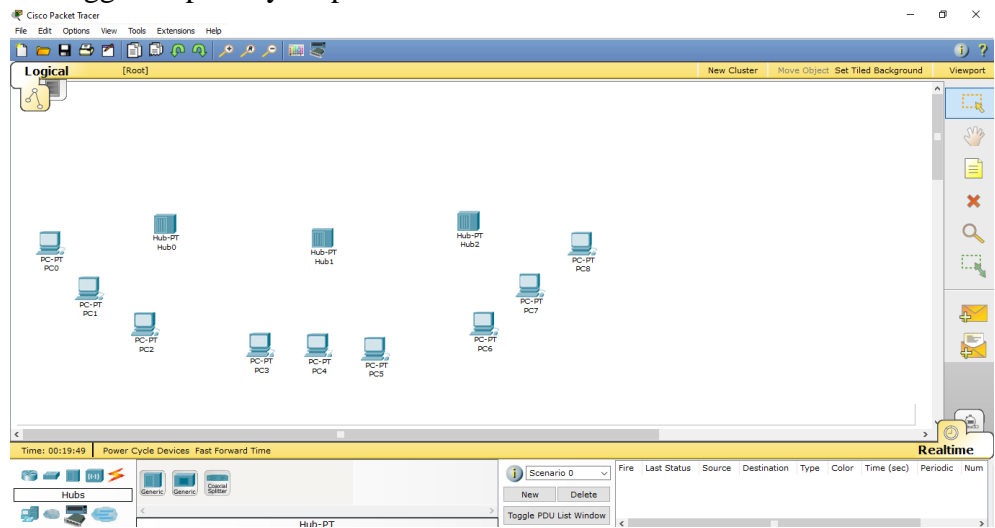 Cisco Packet Tracer
File Edit Options View Tools Extensions Help
Logical [Root] New Cluster Move Object Set Tiled Background Viewport
Hub-PT
Hub0
Hub-PT
Hub1
Hub-PT
Hub2
PC-PT
PC0
PC-PT
PC1
PC-PT
PC2
PC-PT
PC3
PC-PT
PC4
PC-PT
PC5
PC-PT
PC6
PC-PT
PC7
PC-PT
PC8
Time: 00:19:49 Power Cycle Devices Fast Forward Time Realtime
Hubs
Generic Generic Coaxial Splitter
Hub-PT
Scenario 0
New Delete
Toggle PDU List Window
Fire Last Status Source Destination Type Color Time (sec) Periodic Num